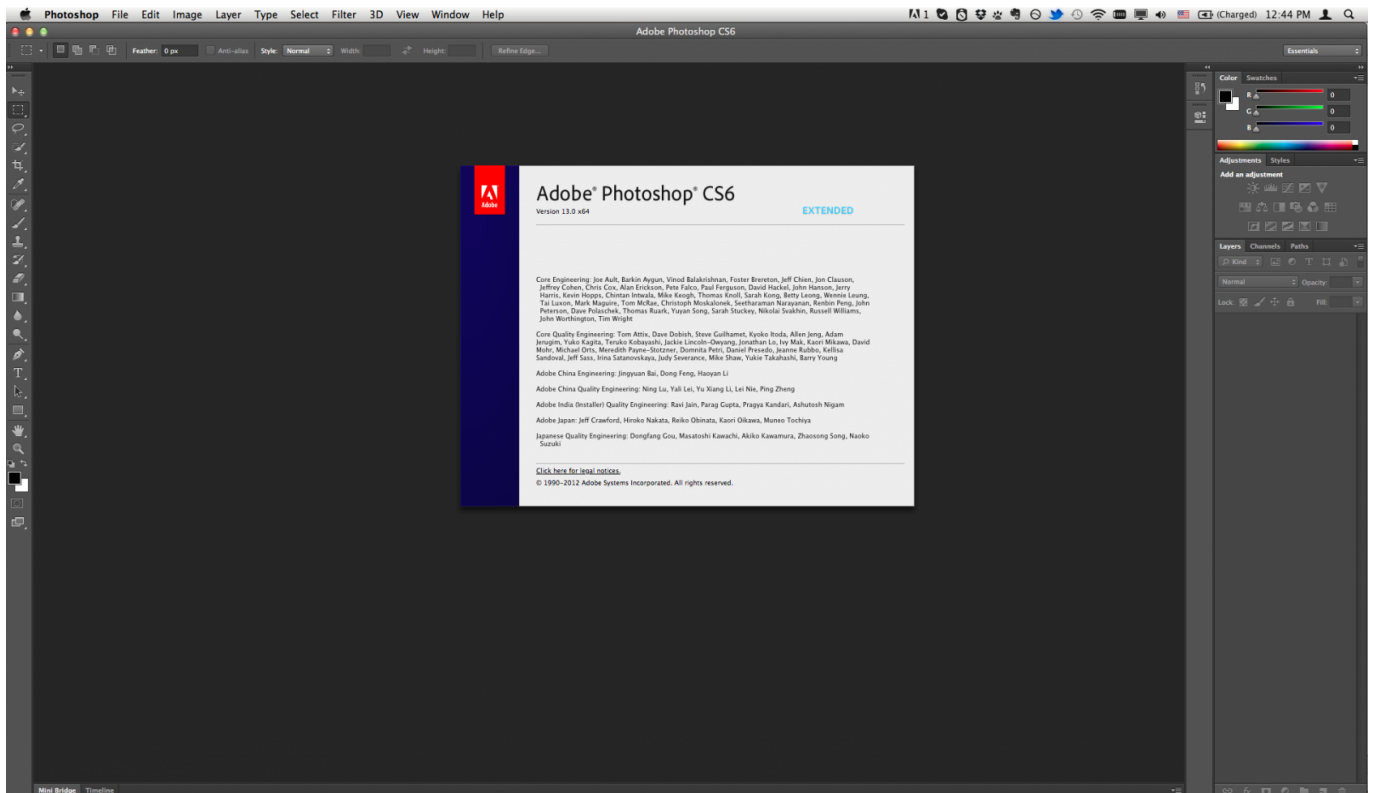 Photoshop File Edit Image Layer Type Select Filter 3D View Window Help
1 (Charged) 12:44 PM
Adobe Photoshop CS6
Feather: 0 px Anti-alias Style: Normal Width: Height: Refine Edge... Essentials
Color Swatches
R 0
G 0
B 0
Adjustments Styles
Add an adjustment
Layers Channels Paths
Kind
Normal Opacity:
Lock: Fill:
Adobe
Adobe® Photoshop® CS6
Version 13.0 x64
EXTENDED
Core Engineering: Joe Ault, Barkin Aygun, Vinod Balakrishnan, Foster Brereton, Jeff Chien, Jon Clauson,
Jeffrey Cohen, Chris Cox, Alan Erickson, Pete Falco, Paul Ferguson, David Hackel, John Hanson, Jerry
Harris, Kevin Hopps, Chintan Intwala, Mike Keogh, Thomas Knoll, Sarah Kong, Betty Leong, Wennie Leung,
Tai Luxon, Mark Maguire, Tom McRae, Christoph Moskalonek, Seetharaman Narayanan, Renbin Peng, John
Peterson, Dave Polaschek, Thomas Ruark, Yuyan Song, Sarah Stuckey, Nikolai Svakhin, Russell Williams,
John Worthington, Tim Wright
Core Quality Engineering: Tom Attix, Dave Dobish, Steve Guilhamet, Kyoko Itoda, Allen Jeng, Adam
Jerugim, Yuko Kagita, Teruko Kobayashi, Jackie Lincoln-Owyang, Jonathan Lo, Ivy Mak, Kaori Mikawa, David
Mohr, Michael Orts, Meredith Payne-Stotzner, Domnita Petri, Daniel Presedo, Jeanne Rubbo, Kellisa
Sandoval, Jeff Sass, Irina Satanovskaya, Judy Severance, Mike Shaw, Yukie Takahashi, Barry Young
Adobe China Engineering: Jingyuan Bai, Dong Feng, Haoyan Li
Adobe China Quality Engineering: Ning Lu, Yali Lei, Yu Xiang Li, Lei Nie, Ping Zheng
Adobe India (Installer) Quality Engineering: Ravi Jain, Parag Gupta, Pragya Kandari, Ashutosh Nigam
Adobe Japan: Jeff Crawford, Hiroko Nakata, Reiko Obinata, Kaori Oikawa, Muneo Tochiya
Japanese Quality Engineering: Dongfang Gou, Masatoshi Kawachi, Akiko Kawamura, Zhaosong Song, Naoko
Suzuki
Click here for legal notices.
© 1990-2012 Adobe Systems Incorporated. All rights reserved.
Mini Bridge Timeline